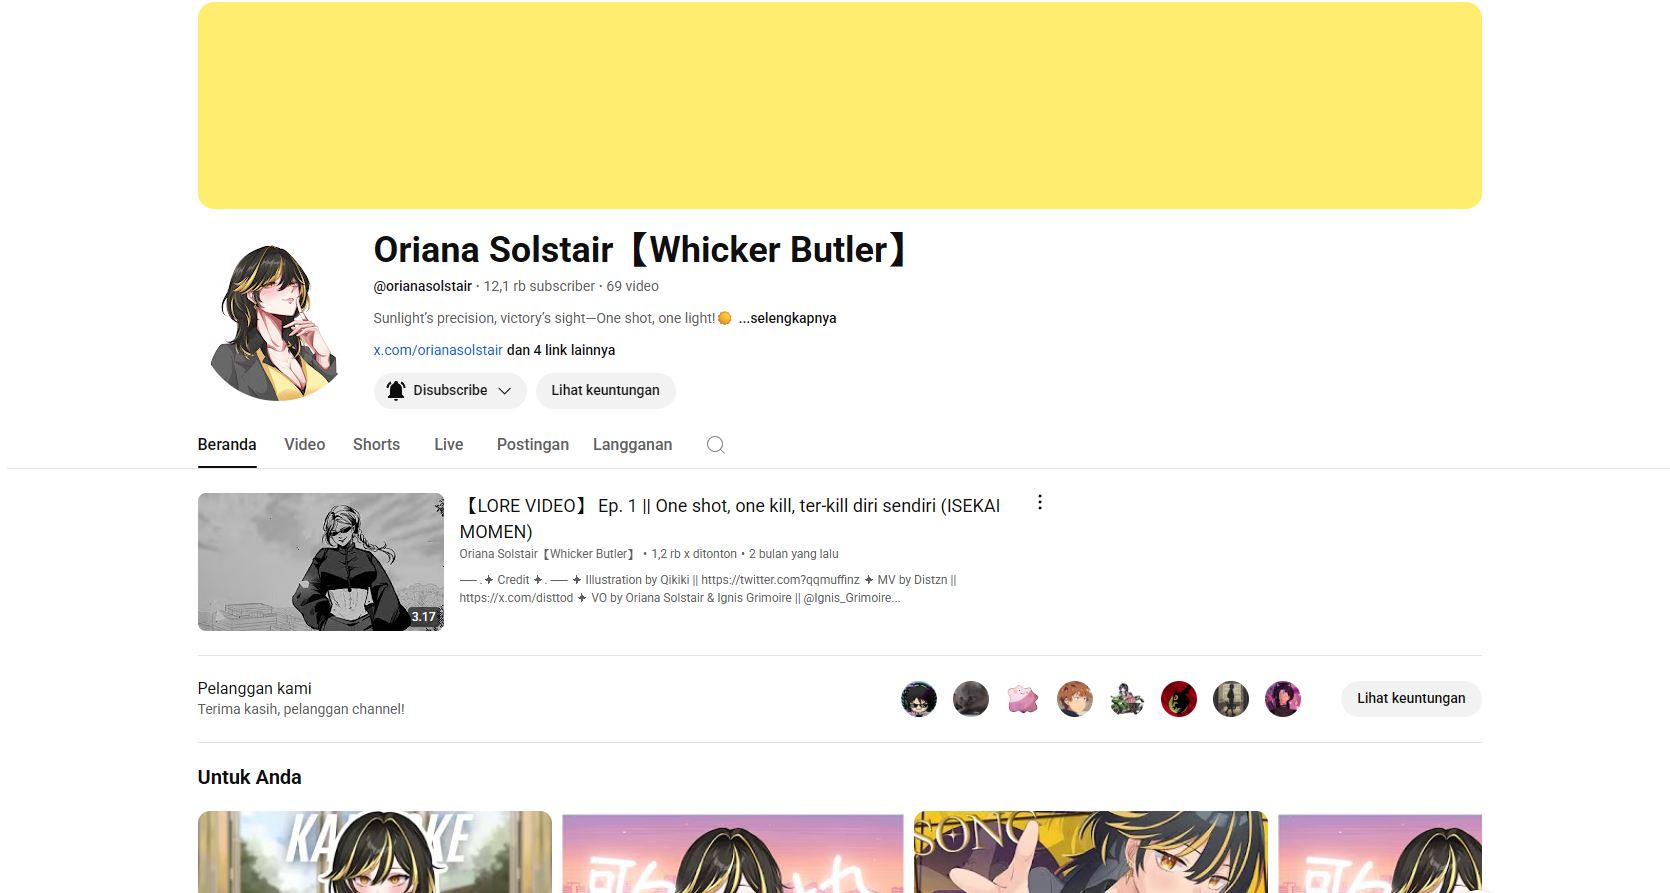 Oriana Solstair【Whicker Butler】
@orianasolstair · 12,1 rb subscriber · 69 video
Sunlight’s precision, victory’s sight—One shot, one light! ...selengkapnya
x.com/orianasolstair dan 4 link lainnya
Disubscribe
Lihat keuntungan
Beranda Video Shorts Live Postingan Langganan
【LORE VIDEO】 Ep. 1 || One shot, one kill, ter-kill diri sendiri (ISEKAI
MOMEN)
Oriana Solstair【Whicker Butler】 • 1,2 rb x ditonton • 2 bulan yang lalu
—– . ✦ Credit ✦ . —– ✦ Illustration by Qikiki || https://twitter.com?qqmuffinz ✦ MV by Distzn ||
https://x.com/disttod ✦ VO by Oriana Solstair & Ignis Grimoire || @Ignis_Grimoire...
3.17
Pelanggan kami
Terima kasih, pelanggan channel!
Lihat keuntungan
Untuk Anda
SONG